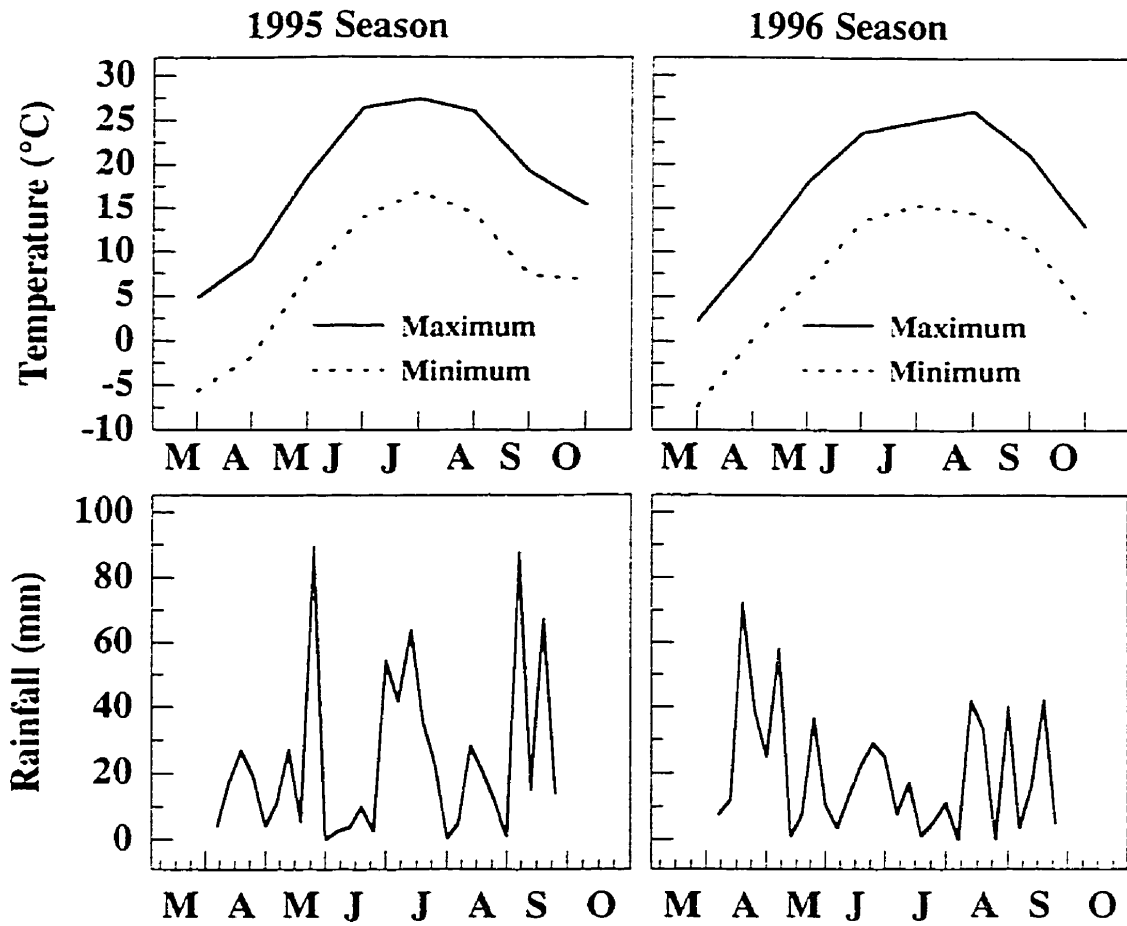 1995 Season
1996 Season
Temperature (°C)
30
25
20
15
10
5
0
-5
-10
Maximum
Minimum
Maximum
Minimum
M A M J J A S O
M A M J J A S O
Rainfall (mm)
100
80
60
40
20
0
M A M J J A S O
M A M J J A S O